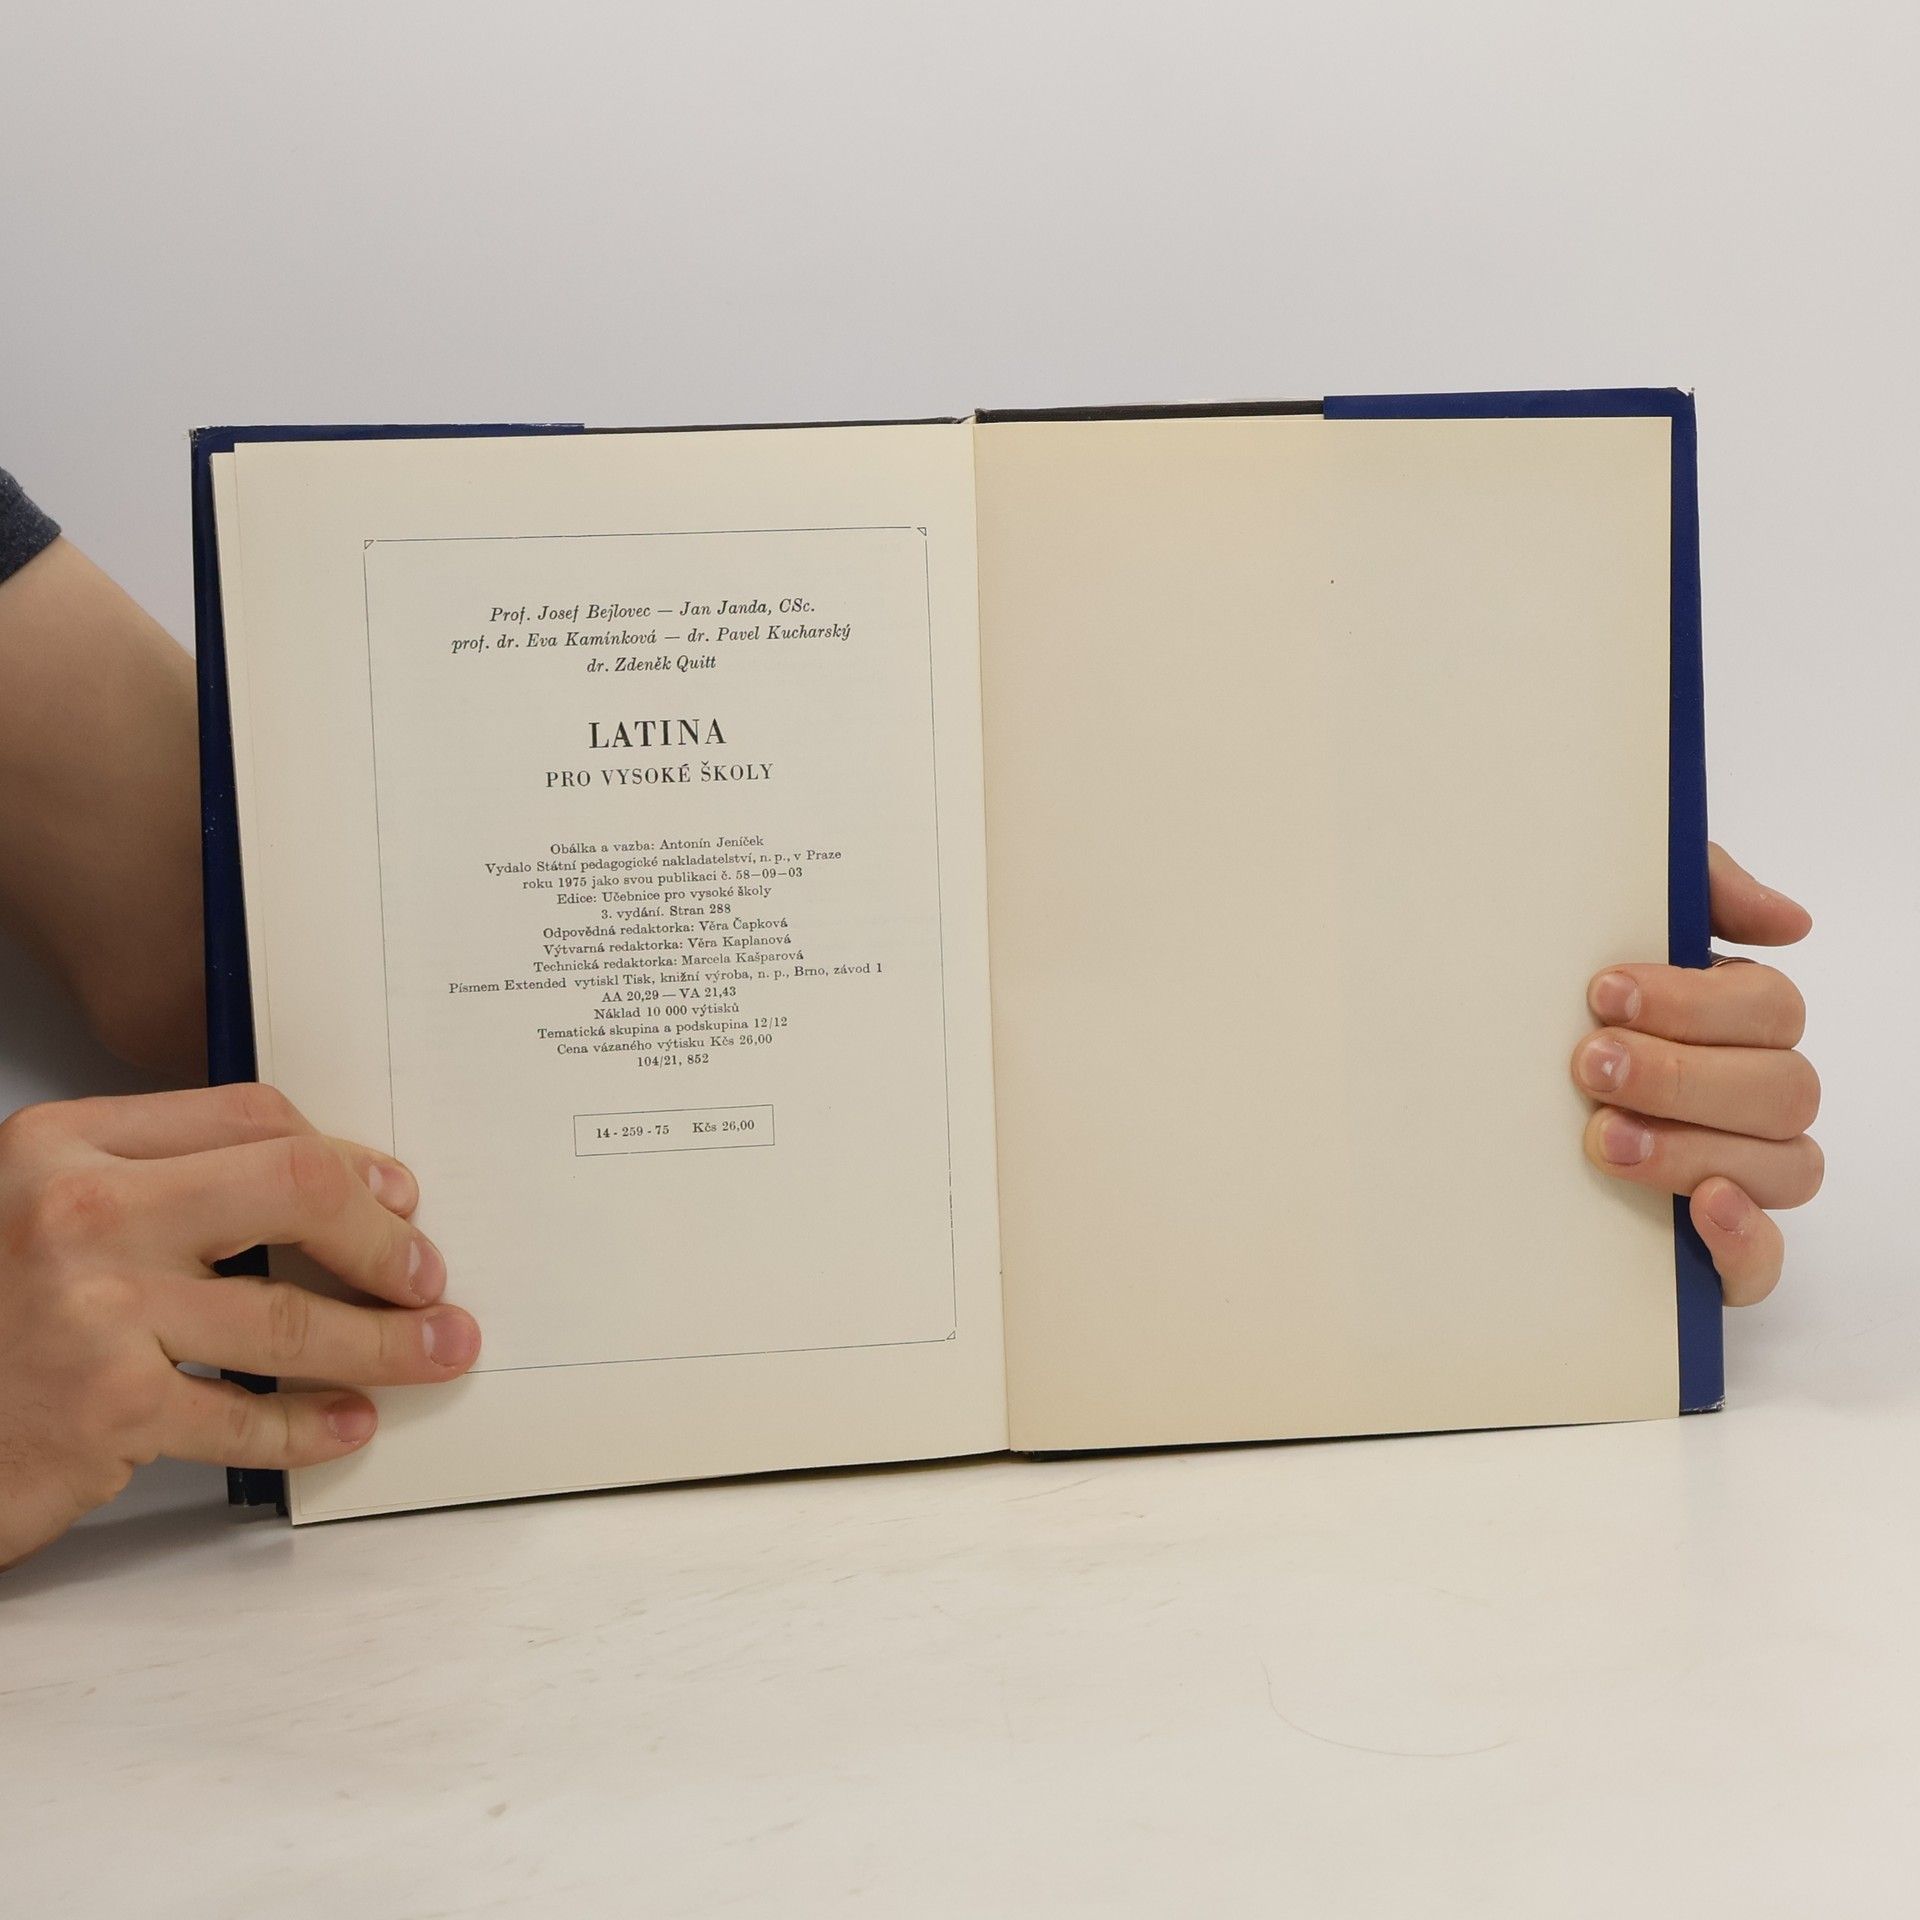 Prof. Josef Bejlovec — Jan Janda, CSc.
prof. dr. Eva Kamínková — dr. Pavel Kucharský
dr. Zdeněk Quitt
LATINA
PRO VYSOKÉ ŠKOLY
Obálka a vazba: Antonín Jeníček
Vydalo Státní pedagogické nakladatelství, n. p., v Praze
roku 1975 jako svou publikaci č. 58—09—03
Edice: Učebnice pro vysoké školy
3. vydání. Stran 288
Odpovědná redaktorka: Věra Čapková
Výtvarná redaktorka: Věra Kaplanová
Technická redaktorka: Marcela Kašparová
Písmem Extended vytiskl Tisk, knižní výroba, n. p., Brno, závod 1
AA 20,29 — VA 21,43
Náklad 10 000 výtisků
Tematická skupina a podskupina 12/12
Cena vázaného výtisku Kčs 26,00
104/21, 852
14 - 259 - 75 Kčs 26,00